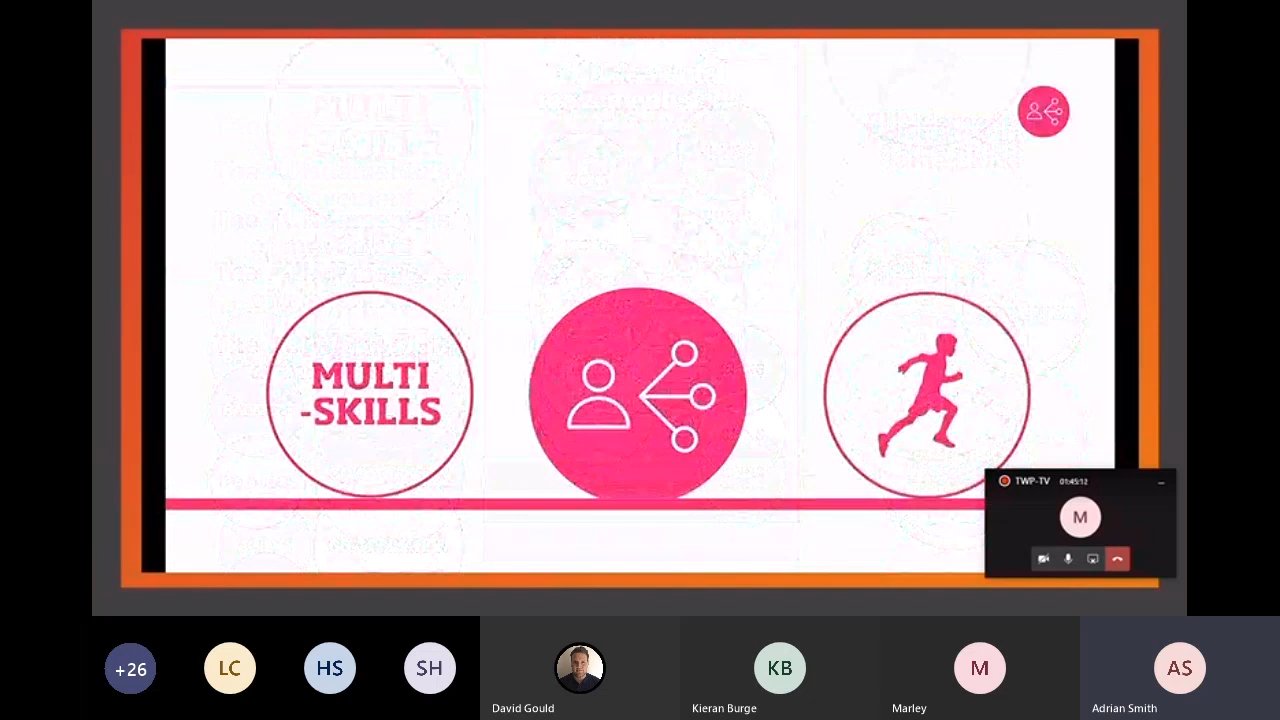 MULTI
-SKILLS
TWP-TV 01:45:12
M
+26
LC
HS
SH
KB
M
AS
David Gould
Kieran Burge
Marley
Adrian Smith